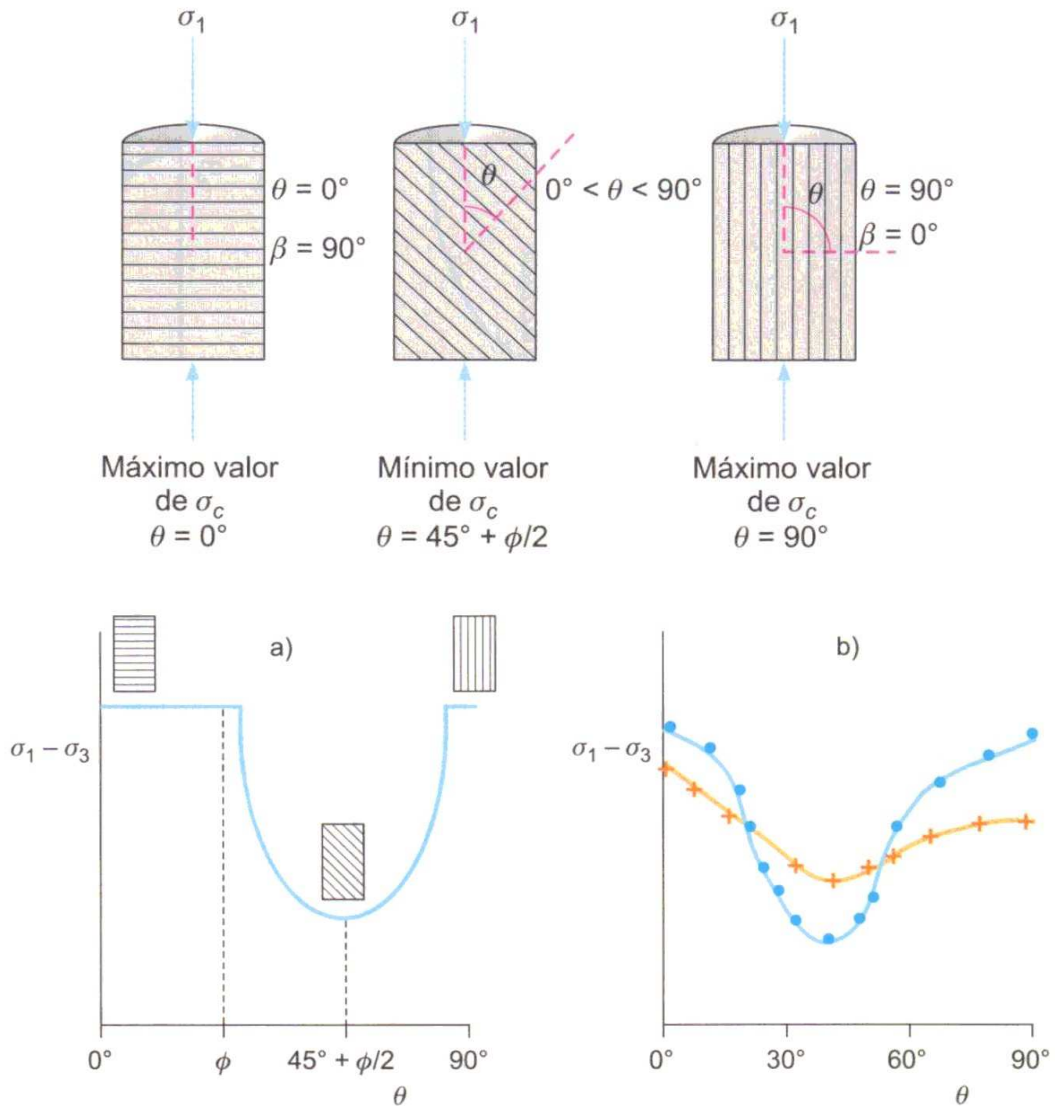 σ1
σ1
σ1
θ = 0°
β = 90°
θ
0° < θ < 90°
θ
θ = 90°
β = 0°
Máximo valor
de σc
θ = 0°
Mínimo valor
de σc
θ = 45° + ϕ/2
Máximo valor
de σc
θ = 90°
a)
σ1 – σ3
0°
ϕ
45° + ϕ/2
90°
θ
b)
σ1 – σ3
0°
30°
60°
90°
θ